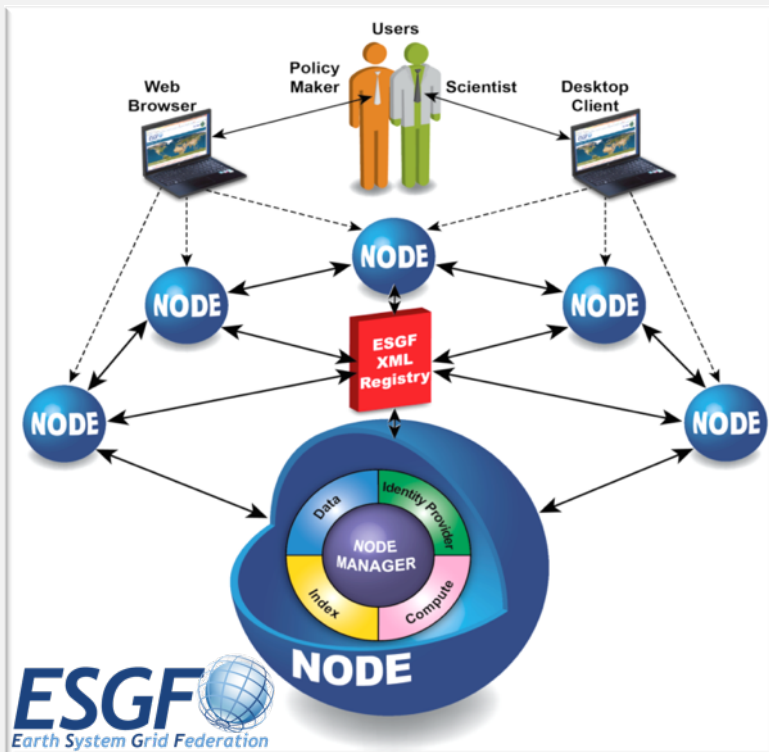 Users
Policy
Maker
Scientist
Web
Browser
Desktop
Client
NODE
NODE
NODE
ESGF
XML
Registry
NODE
NODE
Data
Identity Provider
NODE
MANAGER
Index
Compute
NODE
ESGF
Earth System Grid Federation